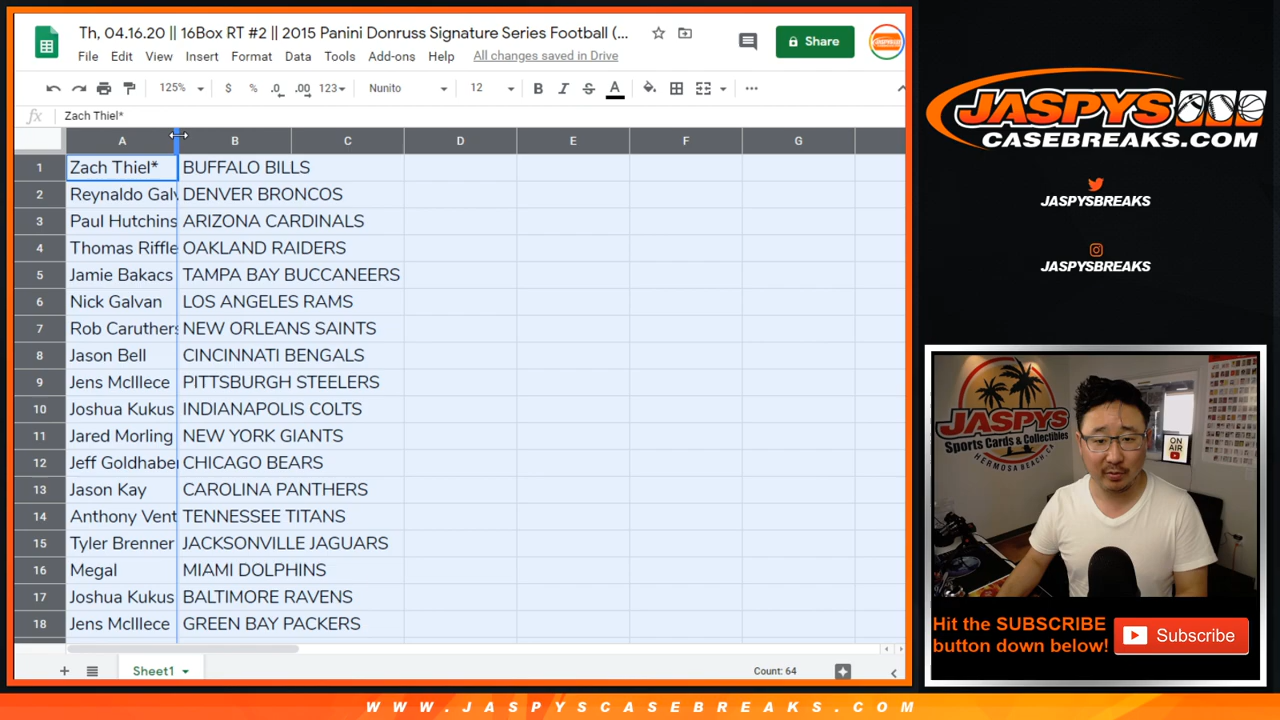 Th, 04.16.20 || 16Box RT #2 || 2015 Panini Donruss Signature Series Football (...
File Edit View Insert Format Data Tools Add-ons Help All changes saved in Drive
Share
125% $ % .0 .00 123 Nunito 12 B I S A
fx Zach Thiel*
A B C D E F G
1 Zach Thiel* BUFFALO BILLS
2 Reynaldo Galv DENVER BRONCOS
3 Paul Hutchins ARIZONA CARDINALS
4 Thomas Riffle OAKLAND RAIDERS
5 Jamie Bakacs TAMPA BAY BUCCANEERS
6 Nick Galvan LOS ANGELES RAMS
7 Rob Caruthers NEW ORLEANS SAINTS
8 Jason Bell CINCINNATI BENGALS
9 Jens McIllece PITTSBURGH STEELERS
10 Joshua Kukus INDIANAPOLIS COLTS
11 Jared Morling NEW YORK GIANTS
12 Jeff Goldhaber CHICAGO BEARS
13 Jason Kay CAROLINA PANTHERS
14 Anthony Vent TENNESSEE TITANS
15 Tyler Brenner JACKSONVILLE JAGUARS
16 Megal MIAMI DOLPHINS
17 Joshua Kukus BALTIMORE RAVENS
18 Jens McIllece GREEN BAY PACKERS
Sheet1
Count: 64
JASPYS
CASEBREAKS.COM
JASPYSBREAKS
JASPYSBREAKS
JASPYS
Sports Cards & Collectibles
HERMOSA BEACH, CA
ON
AIR
Hit the SUBSCRIBE
button down below!
Subscribe
WWW.JASPYSCASEBREAKS.COM